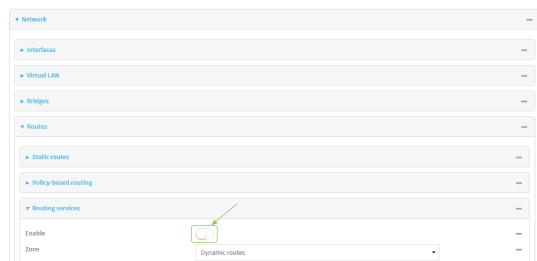 Network
Interfaces
Virtual LAN
Bridges
Routes
Static routes
Policy-based routing
Routing services
Enable
Zone
Dynamic routes